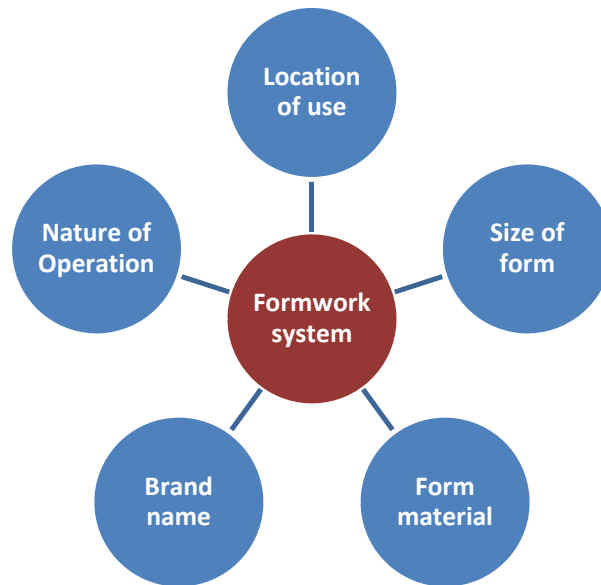 Location
of use
Nature of
Operation
Size of
form
Formwork
system
Brand
name
Form
material